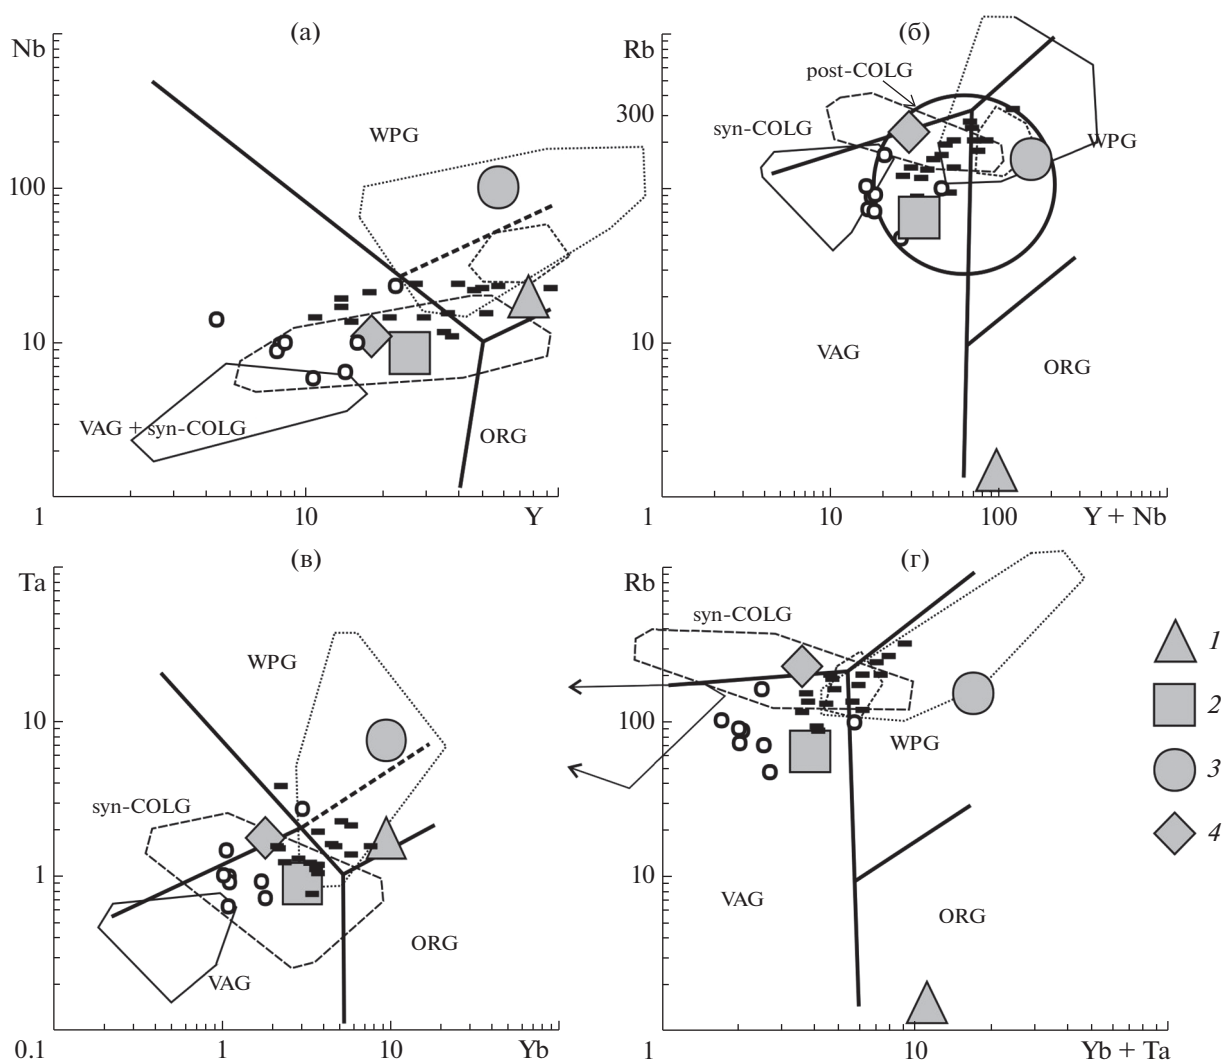 (а)
Nb
100
10
1
10
Y
WPG
VAG + syn-COLG
ORG
(б)
Rb
300
100
10
1
10
100
Y + Nb
post-COLG
syn-COLG
WPG
VAG
ORG
(в)
Ta
10
1
0.1
1
10
Yb
WPG
syn-COLG
VAG
ORG
(г)
Rb
100
10
1
10
Yb + Ta
syn-COLG
WPG
VAG
ORG
1
2
3
4